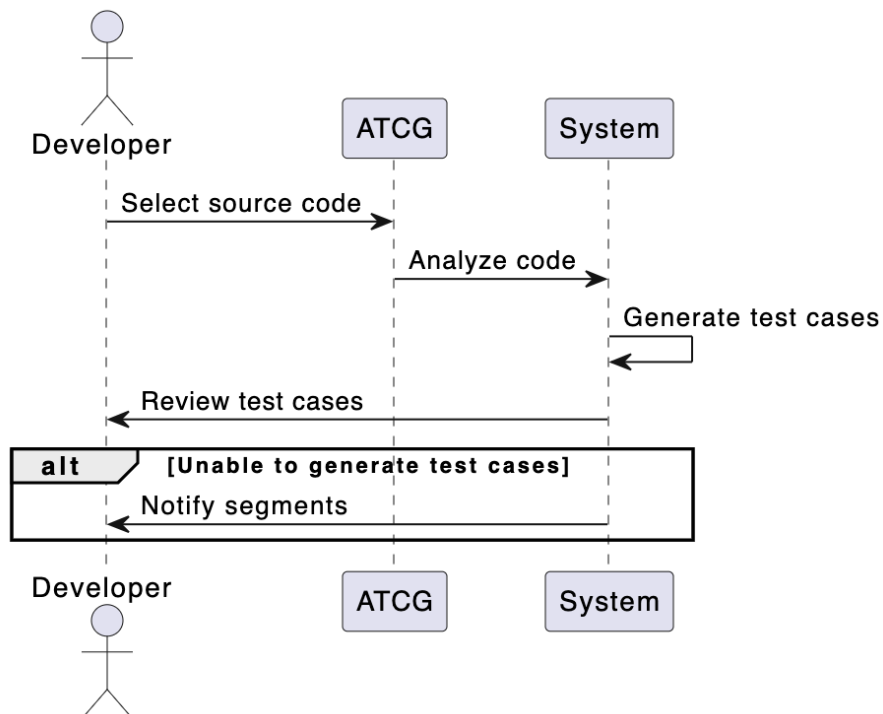 Developer
ATCG
System
Select source code
Analyze code
Generate test cases
Review test cases
alt
[Unable to generate test cases]
Notify segments
Developer
ATCG
System